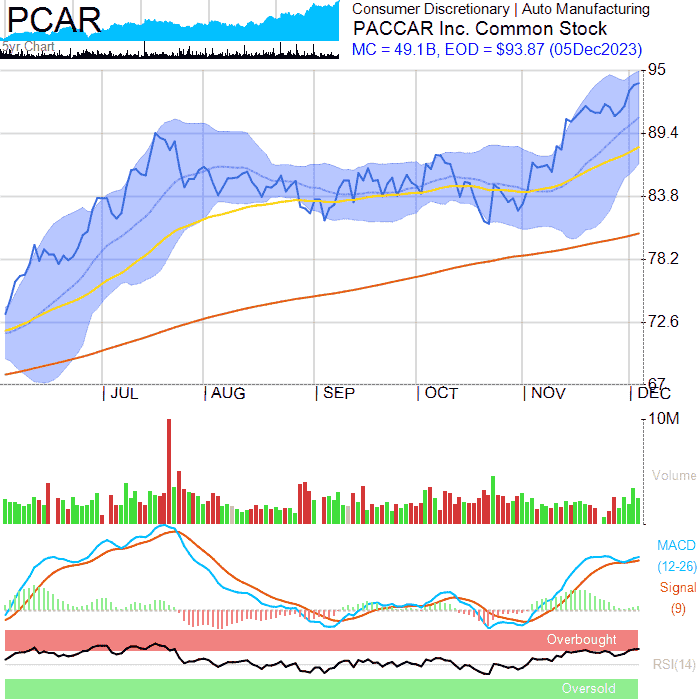 PCAR
5yr Chart
Consumer Discretionary | Auto Manufacturing
PACCAR Inc. Common Stock
MC = 49.1B, EOD = $93.87 (05Dec2023)
95
89.4
83.8
78.2
72.6
67
| JUL | AUG | SEP | OCT | NOV | DEC
10M
Volume
MACD
(12-26)
Signal
(9)
Overbought
RSI(14)
Oversold